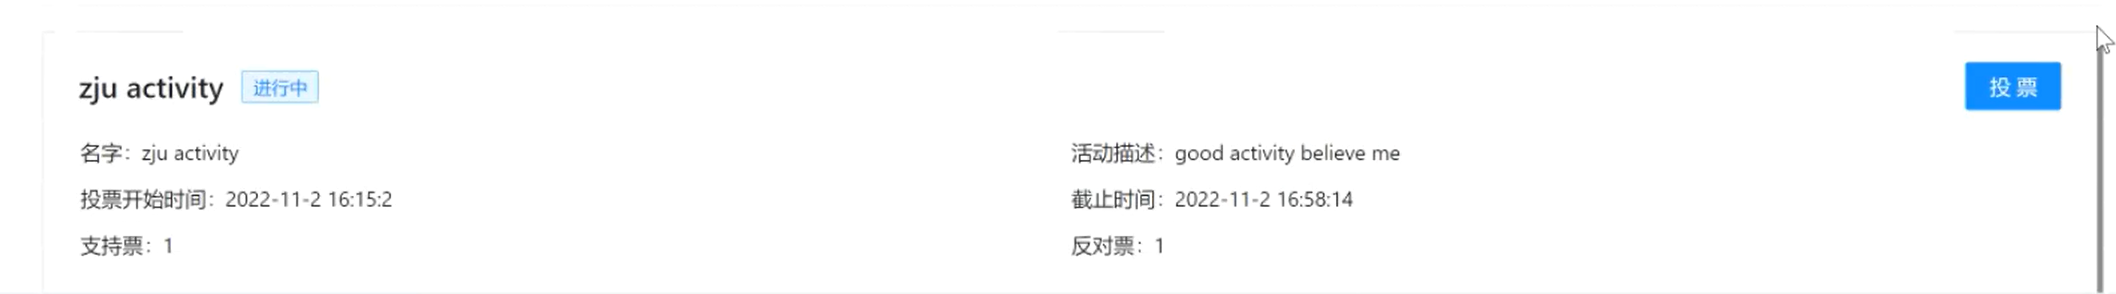 zju activity 进行中 投 票
名字：zju activity 活动描述：good activity believe me
投票开始时间：2022-11-2 16:15:2 截止时间：2022-11-2 16:58:14
支持票：1 反对票：1